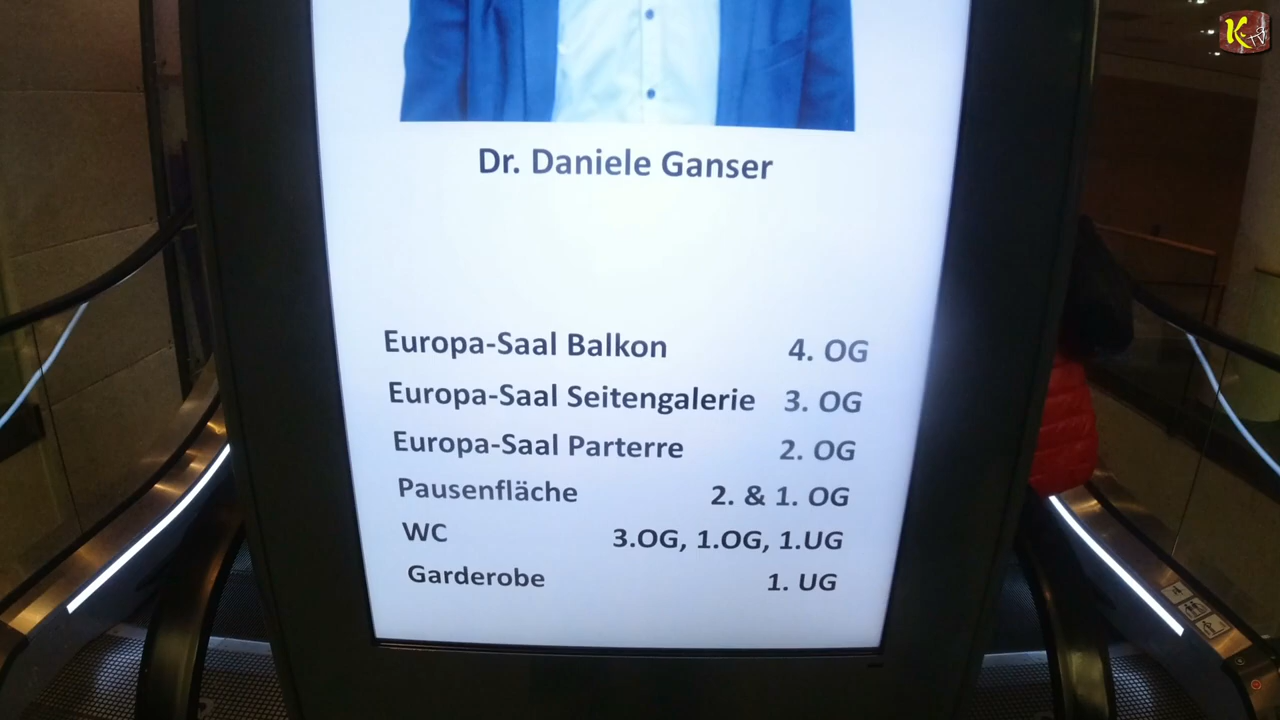 K
TV
Dr. Daniele Ganser
Europa-Saal Balkon 4. OG
Europa-Saal Seitengalerie 3. OG
Europa-Saal Parterre 2. OG
Pausenfläche 2. & 1. OG
WC 3.OG, 1.OG, 1.UG
Garderobe 1. UG